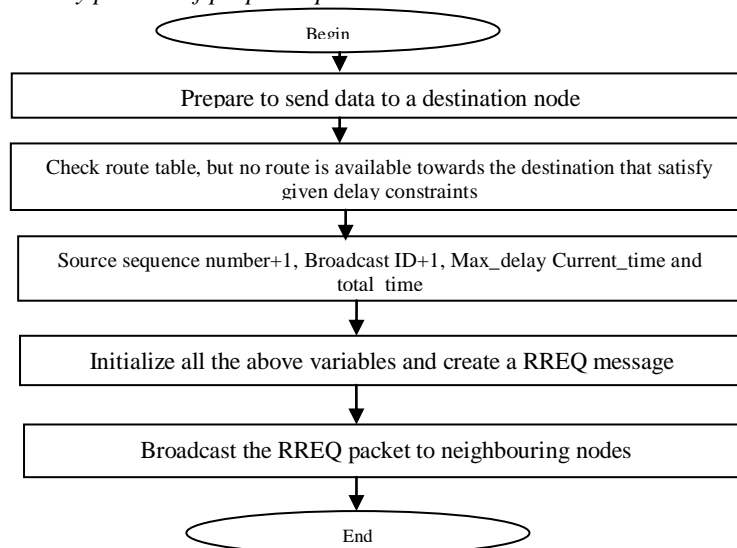 Begin
Prepare to send data to a destination node
Check route table, but no route is available towards the destination that satisfy
given delay constraints
Source sequence number+1, Broadcast ID+1, Max_delay Current_time and
total_time
Initialize all the above variables and create a RREQ message
Broadcast the RREQ packet to neighbouring nodes
End